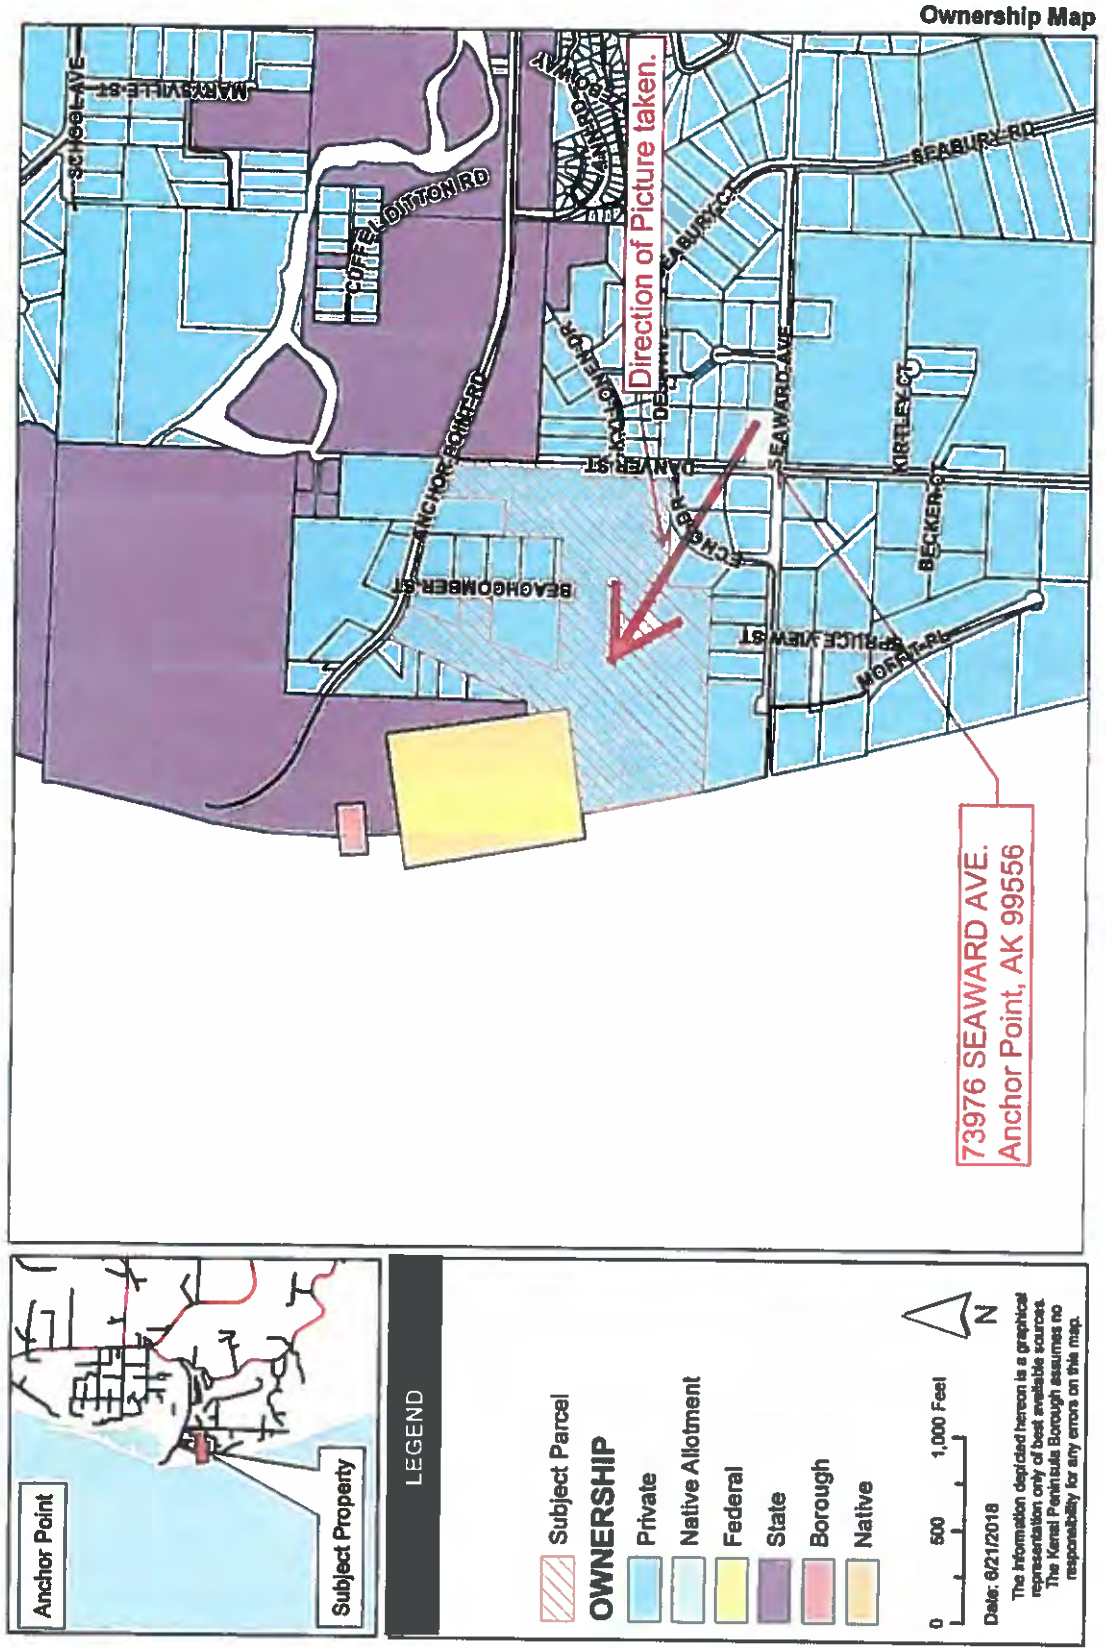 Ownership Map
SCHOOL AVE
MARYSVILLE ST
COFFEL
DITTON RD
ANCHOR POINT RD
BEACHCOMBER ST
DANVER ST
Direction of Picture taken.
SEABURY CT
SEABURY RD
SEAWARD AVE
KIRTLEY CT
BECKER CT
SPRUCE VIEW ST
MOFFIT PL
73976 SEAWARD AVE.
Anchor Point, AK 99556
Anchor Point
Subject Property
LEGEND
Subject Parcel
OWNERSHIP
Private
Native Allotment
Federal
State
Borough
Native
0 500 1,000 Feet
N
Date: 6/21/2018
The information depicted hereon is a graphical
representation only of best available sources.
The Kenai Peninsula Borough assumes no
responsibility for any errors on this map.